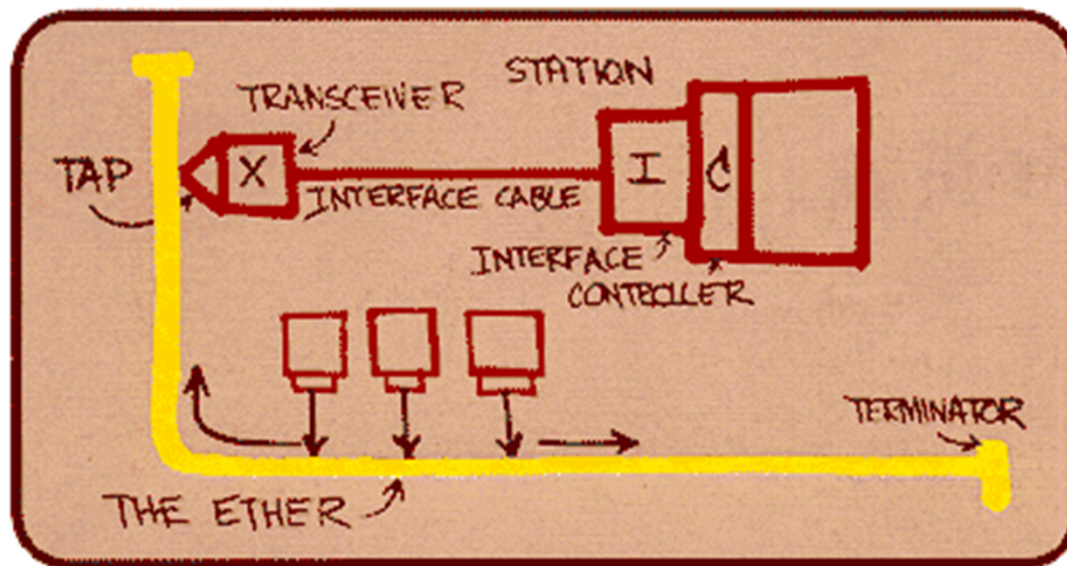 STATION
TRANSCEIVER
TAP
X
I
C
INTERFACE CABLE
INTERFACE
CONTROLLER
TERMINATOR
THE ETHER